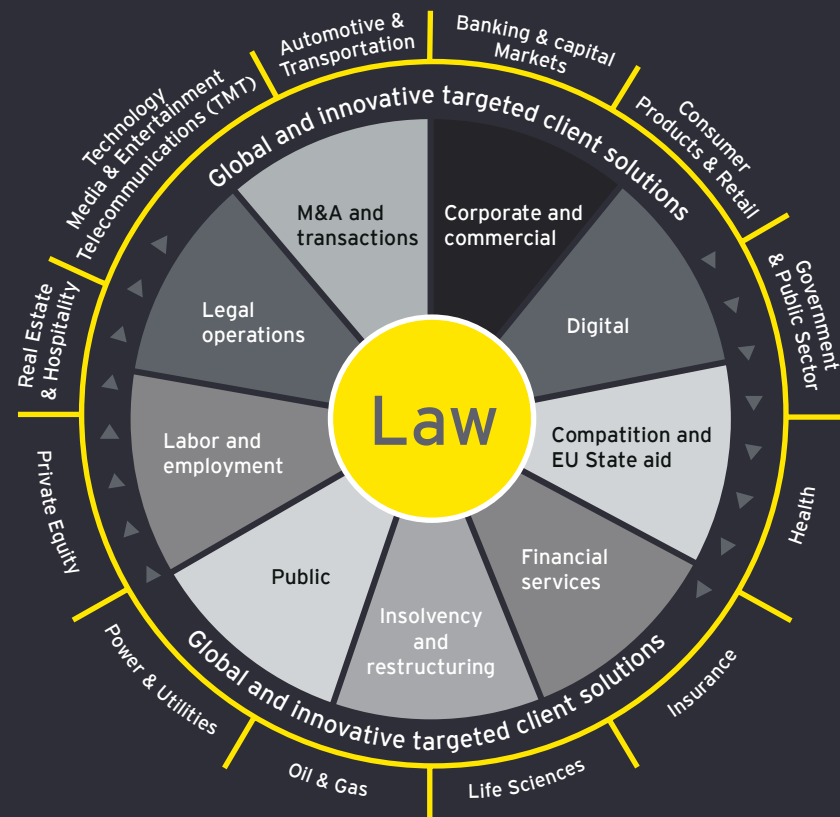 Automotive &
Transportation
Banking & capital
Markets
Consumer
Products & Retail
Government
& Public Sector
Health
Insurance
Life Sciences
Oil & Gas
Power & Utilities
Private Equity
Real Estate
& Hospitality
Technology
Media & Entertainment
Telecommunications (TMT)
Global and innovative targeted client solutions
M&A and
transactions
Corporate and
commercial
Digital
Compatition and
EU State aid
Financial
services
Insolvency
and
restructuring
Public
Labor and
employment
Legal
operations
Law
Global and innovative targeted client solutions